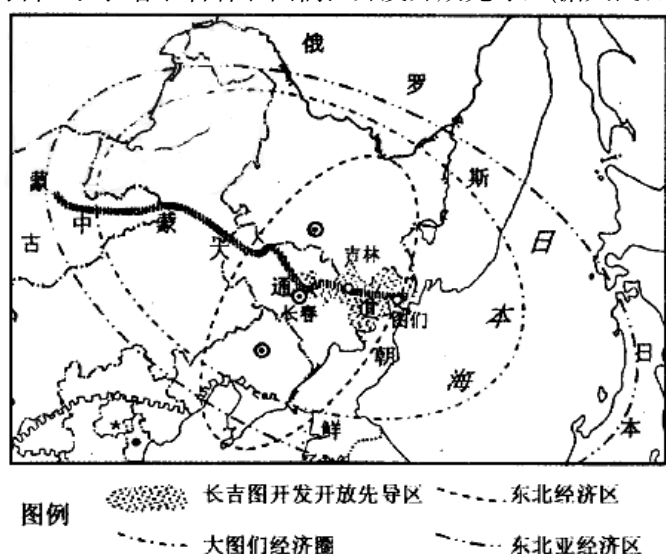 俄
罗
斯
蒙
古
中
蒙
大
通
道
吉林
长春
图们
朝
鲜
日
本
海
日
本
图例
长吉图开发开放先导区
东北经济区
大图们经济圈
东北亚经济区